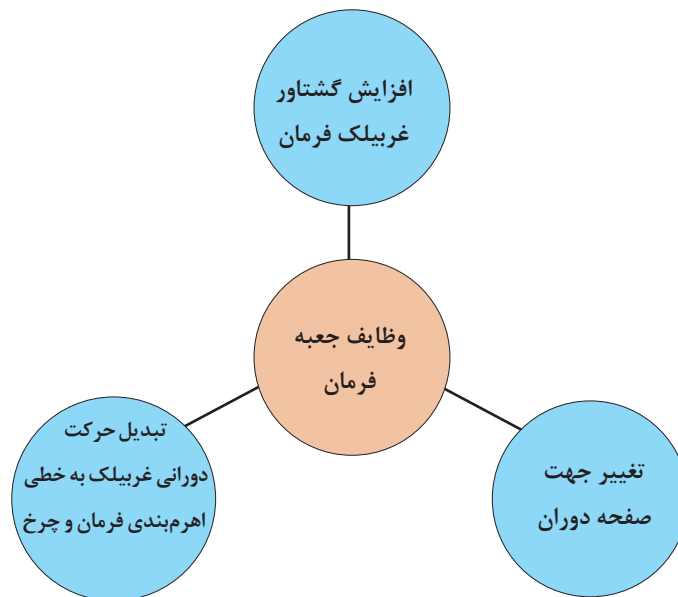 افزایش گشتاور
غربیلک فرمان
وظایف جعبه
فرمان
تغییر جهت
صفحه دوران
تبدیل حرکت
دورانی غربیلک به خطی
اهرم‌بندی فرمان و چرخ